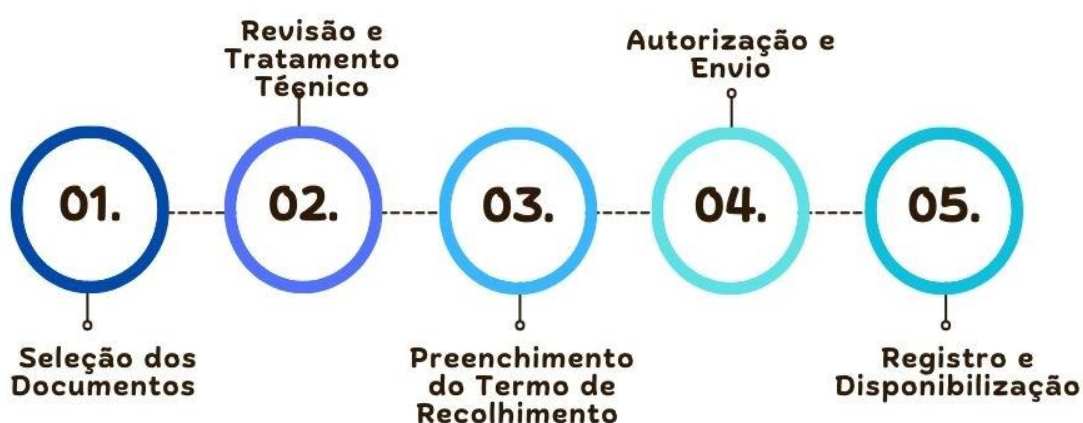 01.
Seleção dos
Documentos
Revisão e
Tratamento
Técnico
02.
03.
Preenchimento
do Termo de
Recolhimento
Autorização e
Envio
04.
05.
Registro e
Disponibilização